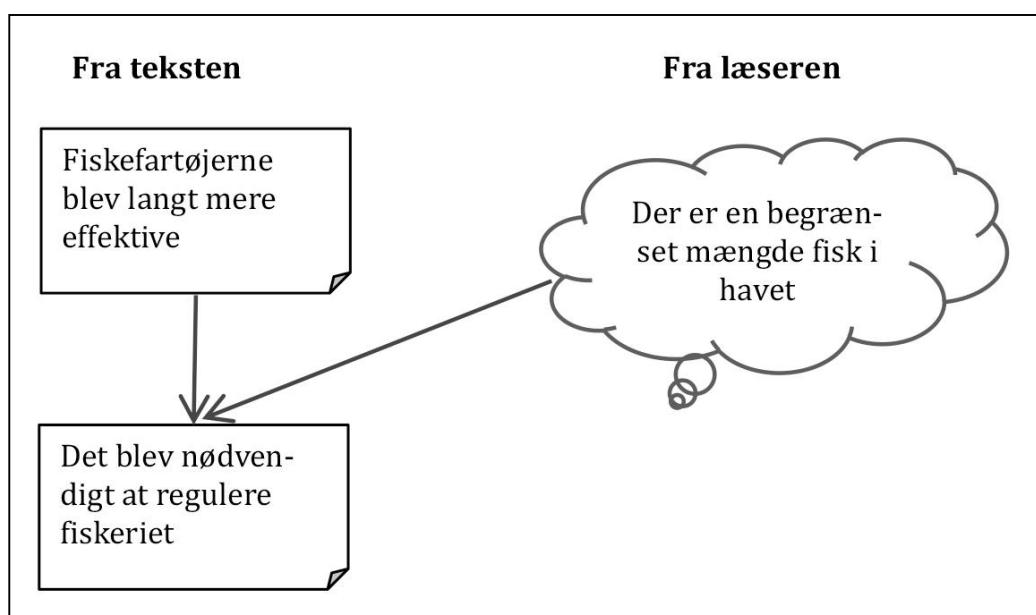 Fra teksten
Fra læseren
Fiskefartøjerne
blev langt mere
effektive
Der er en begræn-
set mængde fisk i
havet
Det blev nødven-
digt at regulere
fiskeriet